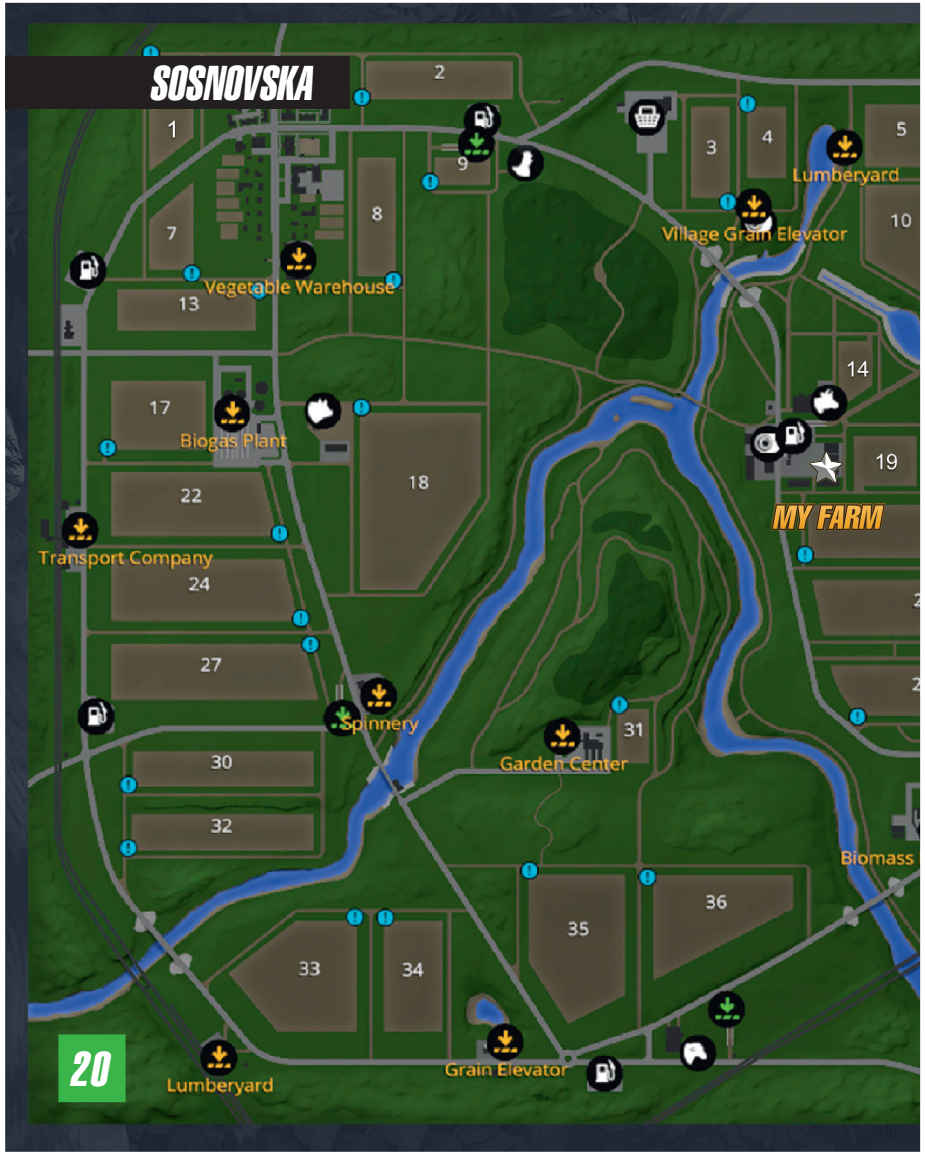 SOSNOVSKA
2
1
3
4
5
9
Lumberyard
7
8
10
Village Grain Elevator
Vegetable Warehouse
13
14
17
Biogas Plant
18
19
22
MY FARM
Transport Company
24
27
Spinnery
31
30
Garden Center
32
Biomass
36
35
33
34
20
Lumberyard
Grain Elevator